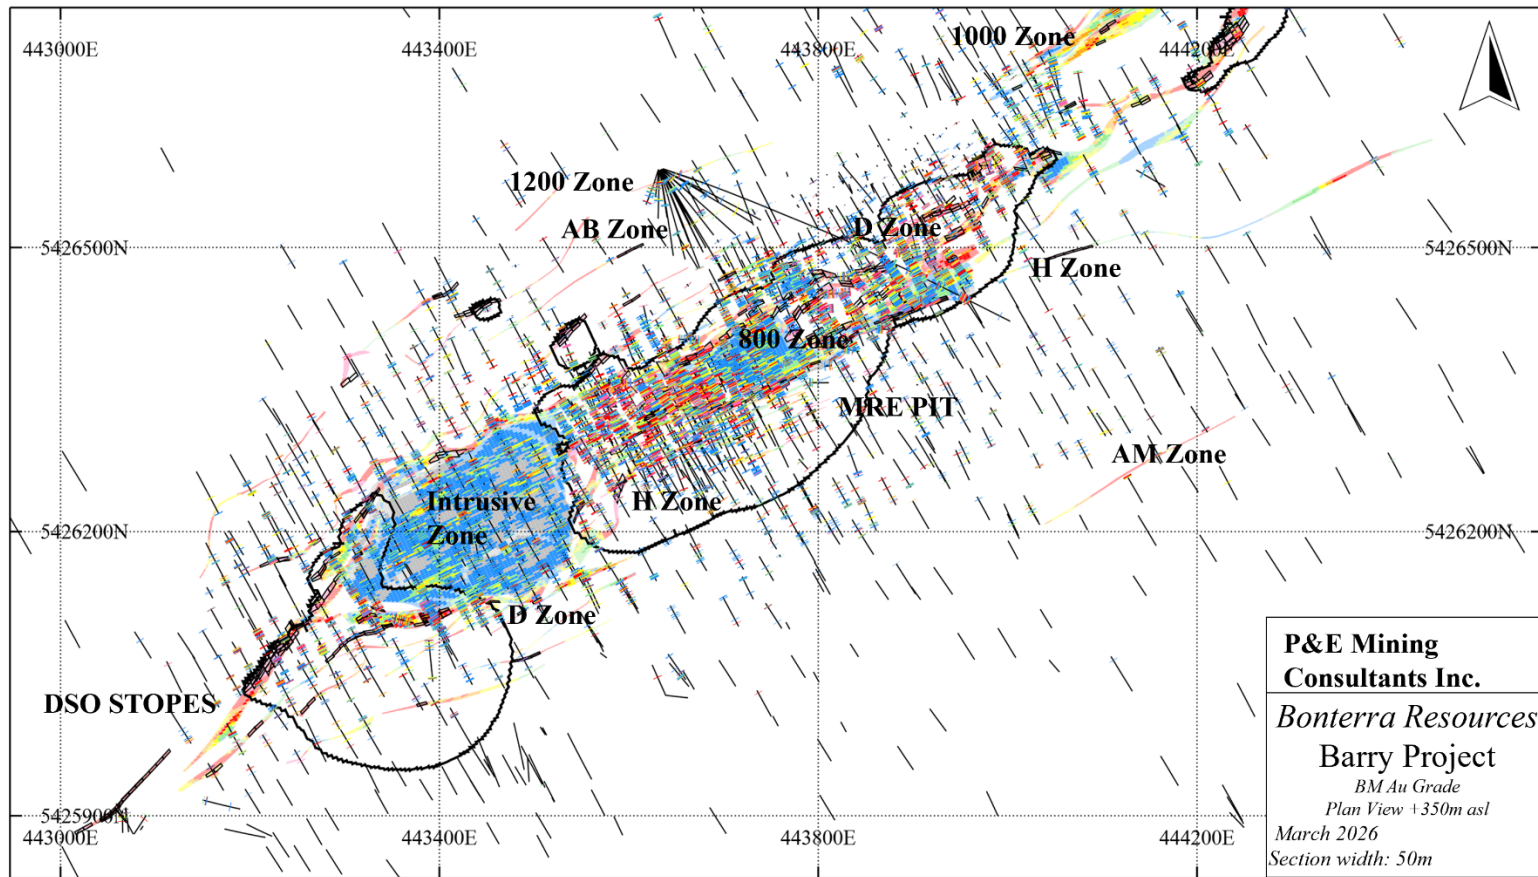 443000E
443400E
443800E
1000 Zone
444200E
1200 Zone
AB Zone
D Zone
5426500N
5426500N
H Zone
800 Zone
MRE PIT
AM Zone
Intrusive
Zone
H Zone
5426200N
5426200N
D Zone
DSO STOPES
5425900N
443000E
443400E
443800E
444200E
P&E Mining
Consultants Inc.
Bonterra Resources
Barry Project
BM Au Grade
Plan View +350m asl
March 2026
Section width: 50m